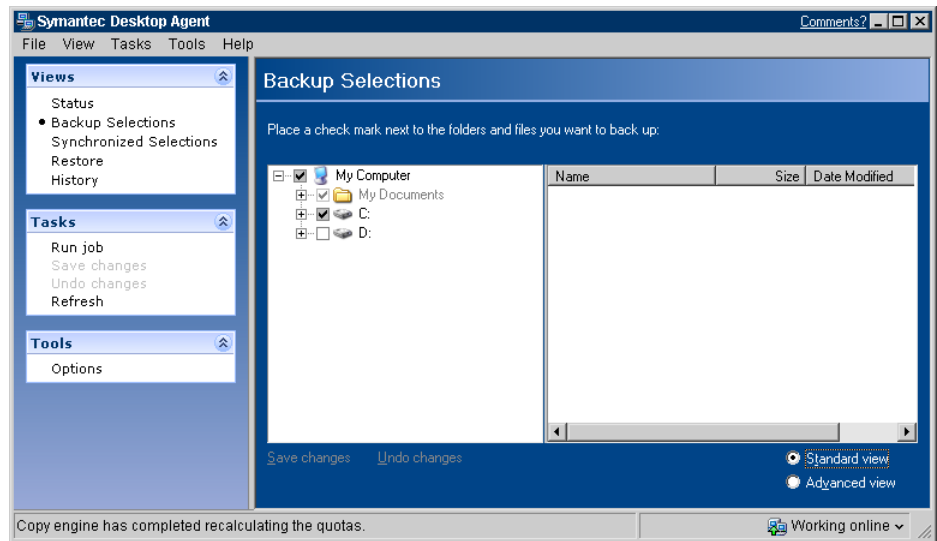 Symantec Desktop Agent
Comments?
File View Tasks Tools Help
Views
Status
Backup Selections
Synchronized Selections
Restore
History
Tasks
Run job
Save changes
Undo changes
Refresh
Tools
Options
Backup Selections
Place a check mark next to the folders and files you want to back up:
My Computer
My Documents
C:
D:
Name Size Date Modified
Save changes Undo changes
Standard view
Advanced view
Copy engine has completed recalculating the quotas.
Working online